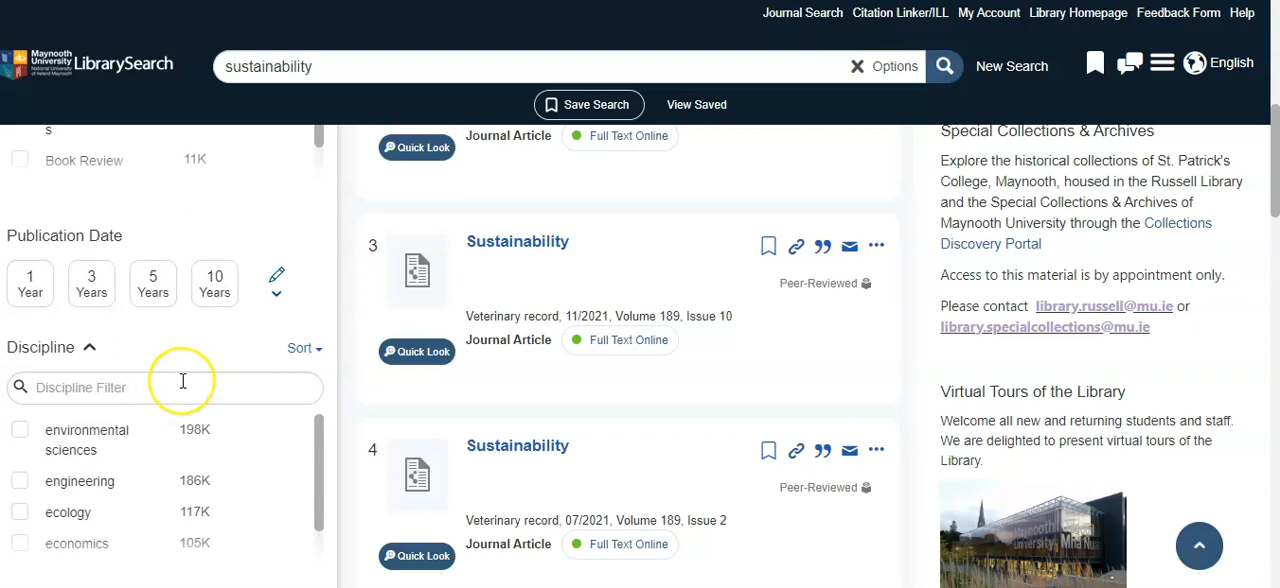 Journal Search Citation Linker/ILL My Account Library Homepage Feedback Form Help
Maynooth
University
National University
of Ireland Maynooth
LibrarySearch
sustainability
Options
New Search
English
Save Search
View Saved
s
Book Review 11K
Publication Date
1
Year
3
Years
5
Years
10
Years
Discipline
Sort
Discipline Filter
environmental
sciences
198K
engineering 186K
ecology 117K
economics 105K
Quick Look
Journal Article
Full Text Online
3
Sustainability
Peer-Reviewed
Veterinary record, 11/2021, Volume 189, Issue 10
Journal Article
Full Text Online
Quick Look
4
Sustainability
Peer-Reviewed
Veterinary record, 07/2021, Volume 189, Issue 2
Journal Article
Full Text Online
Quick Look
Special Collections & Archives
Explore the historical collections of St. Patrick's
College, Maynooth, housed in the Russell Library
and the Special Collections & Archives of
Maynooth University through the Collections
Discovery Portal
Access to this material is by appointment only.
Please contact library.russell@mu.ie or
library.specialcollections@mu.ie
Virtual Tours of the Library
Welcome all new and returning students and staff.
We are delighted to present virtual tours of the
Library.